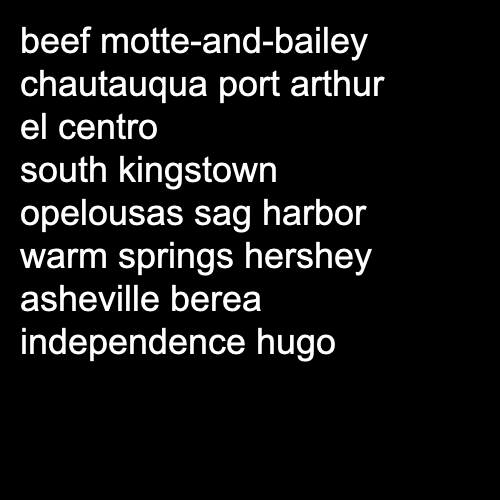 beef motte-and-bailey
chautauqua port arthur
el centro
south kingstown
opelousas sag harbor
warm springs hershey
asheville berea
independence hugo